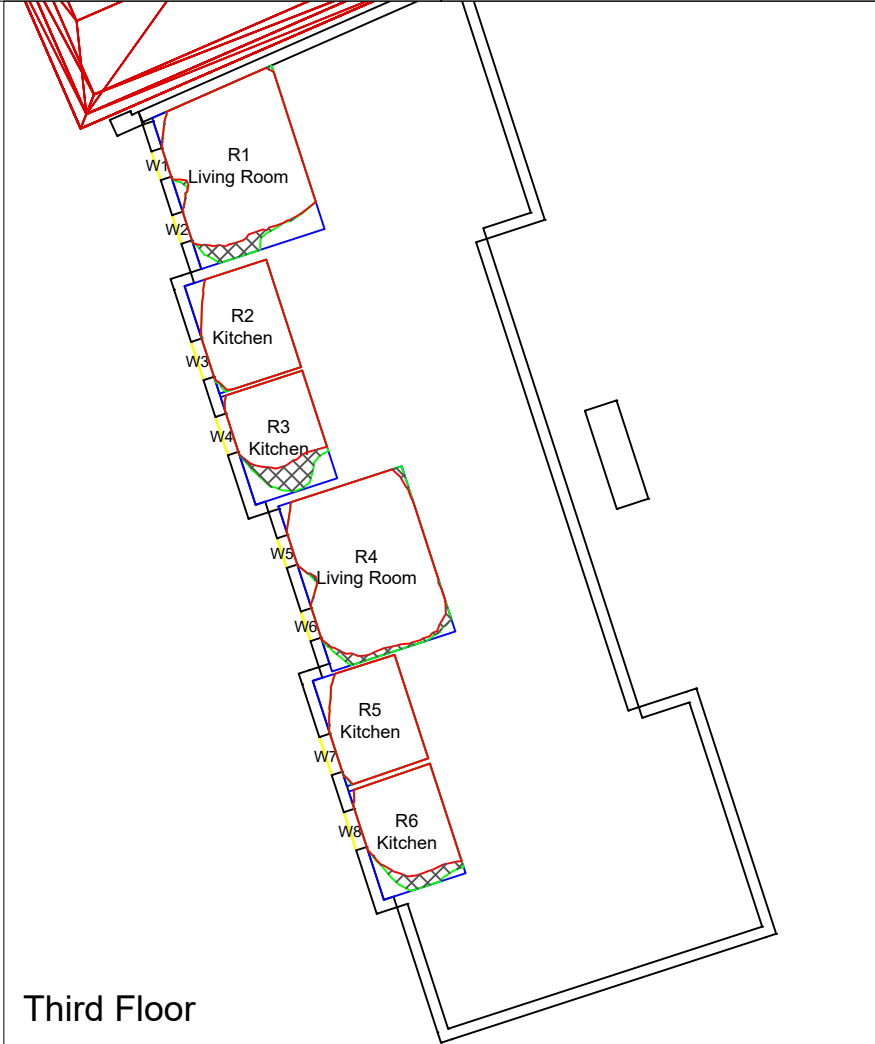 R1
Living Room
W1
W2
R2
Kitchen
W3
R3
Kitchen
W4
W5
R4
Living Room
W6
R5
Kitchen
W7
R6
Kitchen
W8
Third Floor